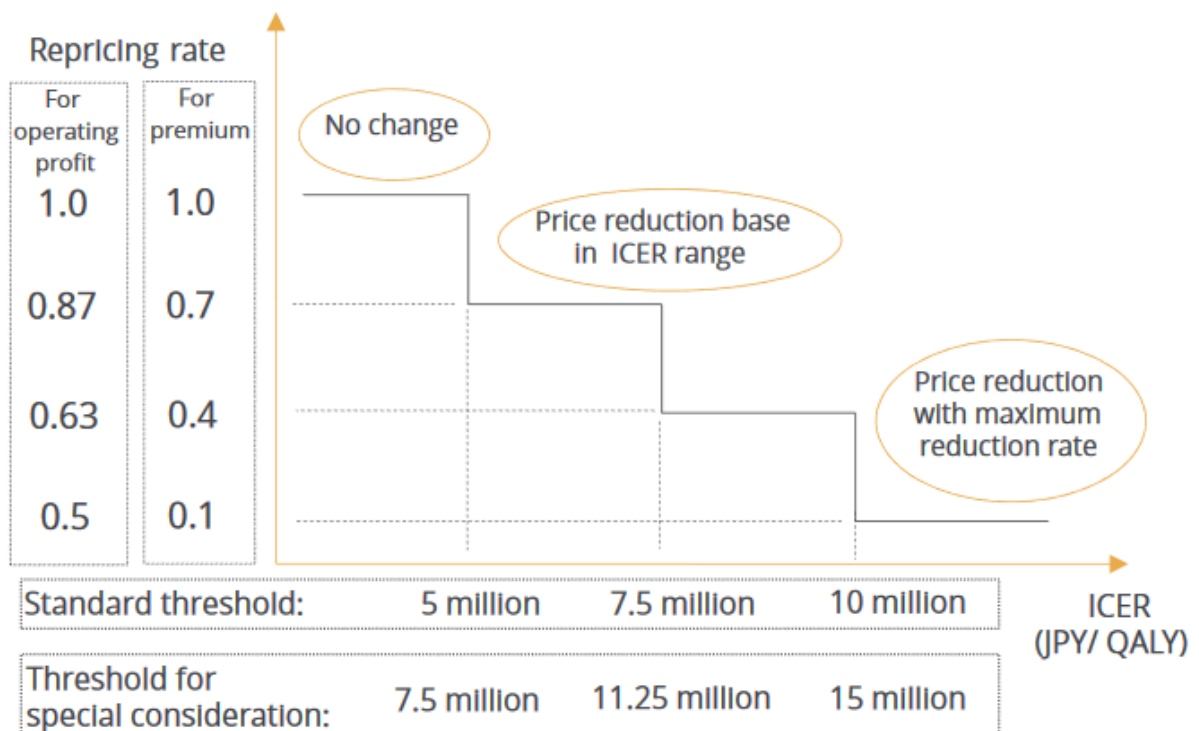 Repricing rate
For
operating
profit
For
premium
No change
1.0
1.0
Price reduction base
in ICER range
0.87
0.7
Price reduction
with maximum
reduction rate
0.63
0.4
0.5
0.1
Standard threshold:
5 million
7.5 million
10 million
ICER
(JPY/ QALY)
Threshold for
special consideration:
7.5 million
11.25 million
15 million